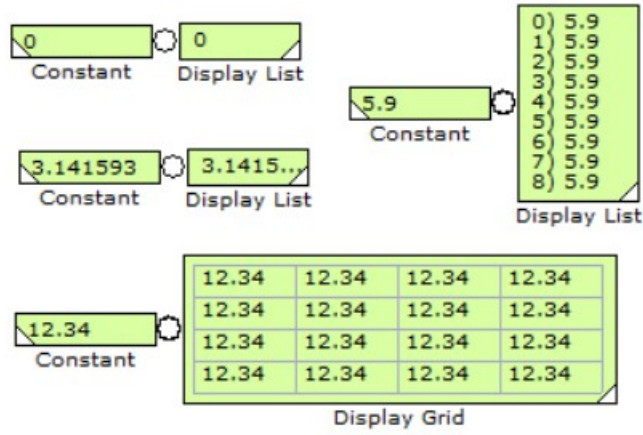 0
0
Constant
Display List
3.141593
3.1415...
Constant
Display List
5.9
Constant
0) 5.9
1) 5.9
2) 5.9
3) 5.9
4) 5.9
5) 5.9
6) 5.9
7) 5.9
8) 5.9
Display List
12.34
Constant
12.34 12.34 12.34 12.34
12.34 12.34 12.34 12.34
12.34 12.34 12.34 12.34
12.34 12.34 12.34 12.34
Display Grid